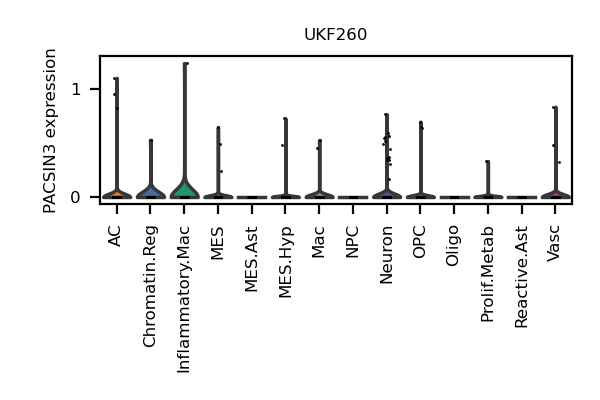 UKF260
PACSIN3 expression
1
0
AC
Chromatin.Reg
Inflammatory.Mac
MES
MES.Ast
MES.Hyp
Mac
NPC
Neuron
OPC
Oligo
Prolif.Metab
Reactive.Ast
Vasc